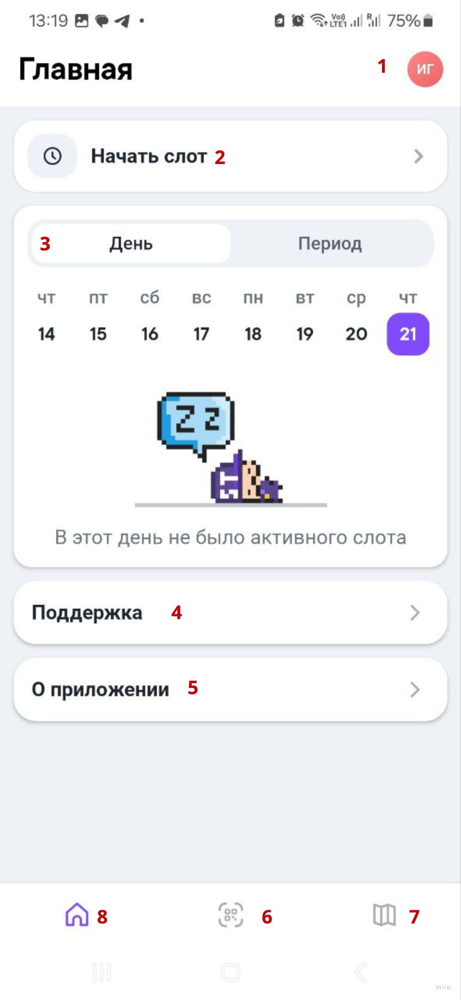 13:19 Vo)) LTE1 R 75%
Главная 1 ИГ
Начать слот 2
3 День Период
чт пт сб вс пн вт ср чт
14 15 16 17 18 19 20 21
Z z
В этот день не было активного слота
Поддержка 4
О приложении 5
8 6 7
miro